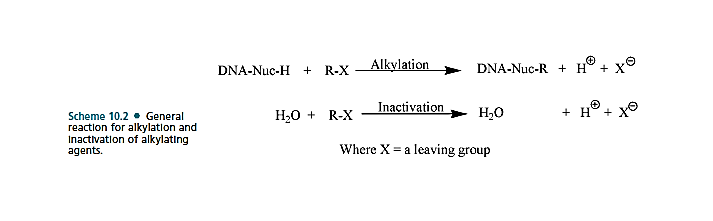 DNA-Nuc-H + R-X Alkylation DNA-Nuc-R + H⊕ + X⊖
H₂O + R-X Inactivation H₂O + H⊕ + X⊖
Where X = a leaving group
Scheme 10.2 • General
reaction for alkylation and
inactivation of alkylating
agents.